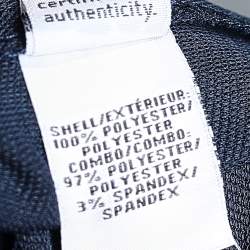 authenticity.
SHELL/EXTÉRIEUR:
100% POLYESTER/
POLYESTER
COMBO/COMBO:
97% POLYESTER/
POLYESTER
3% SPANDEX/
SPANDEX